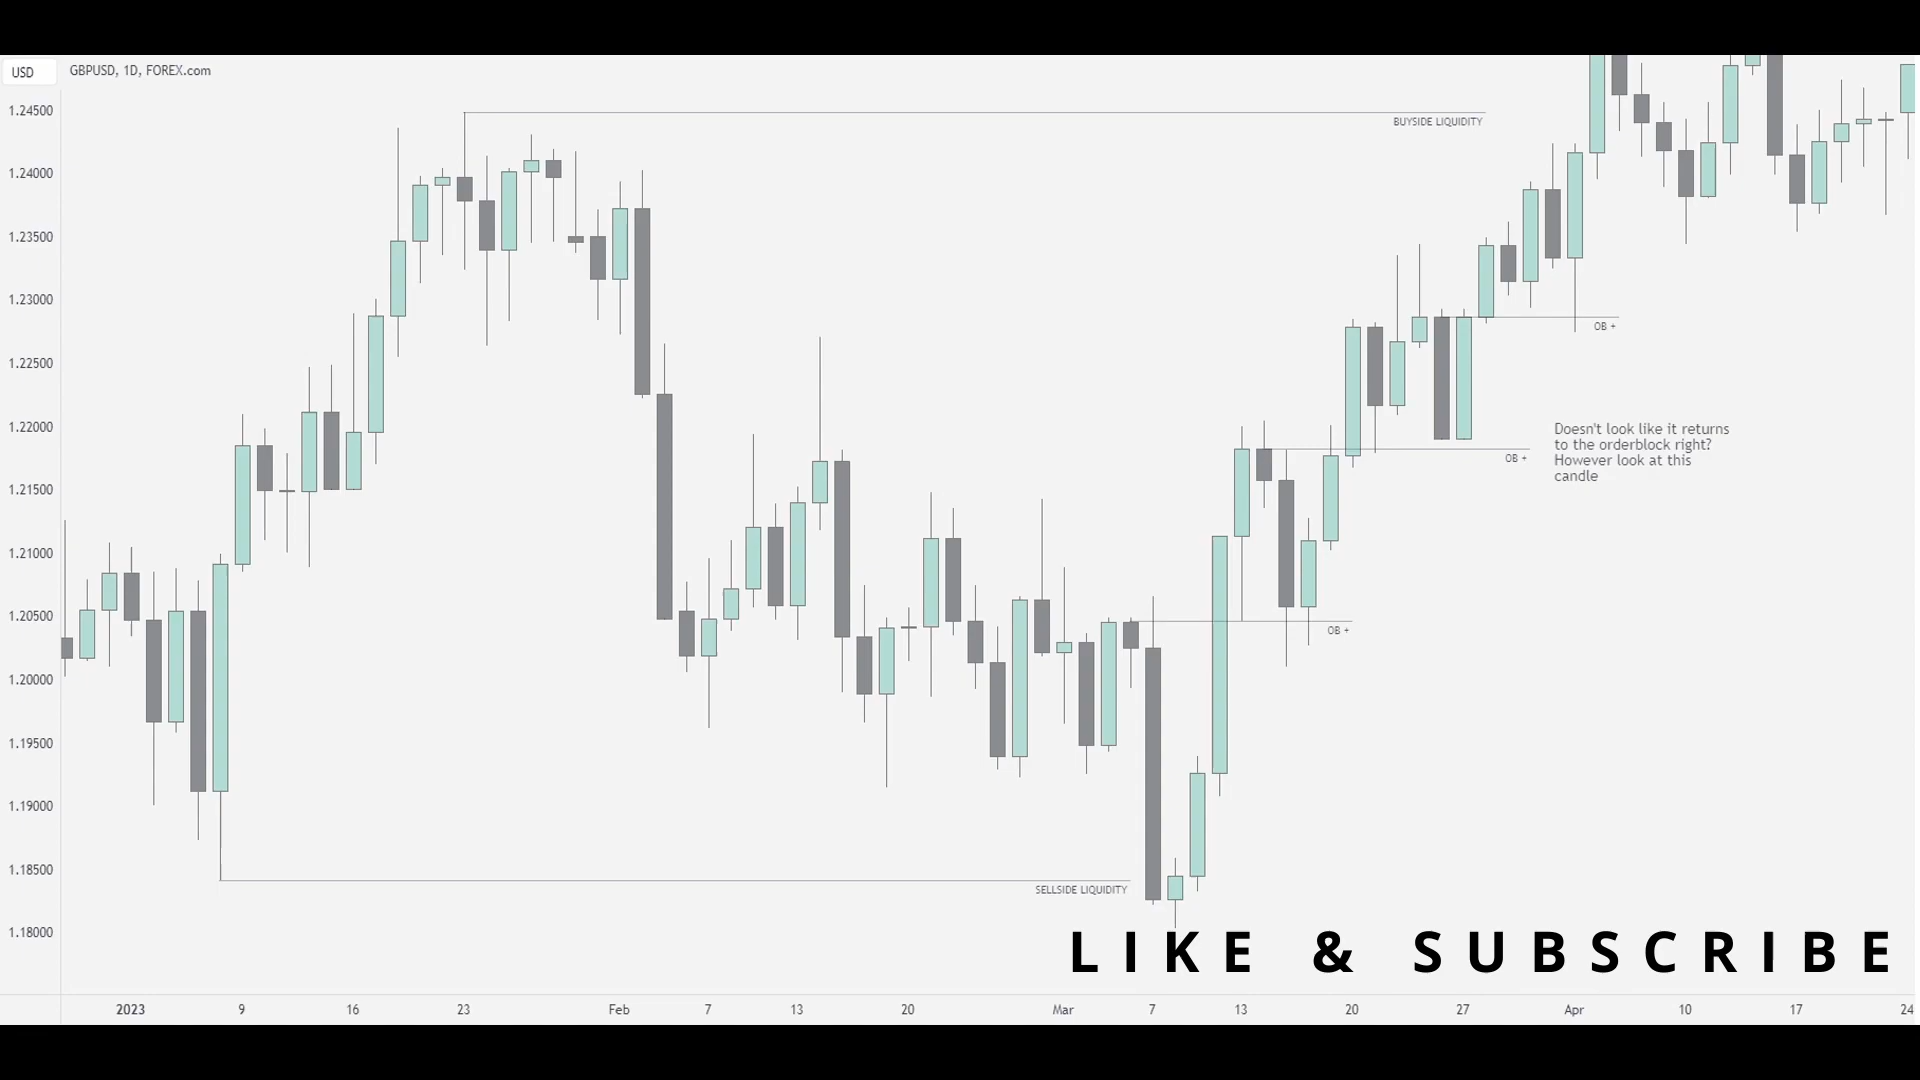 USD
GBPUSD, 1D, FOREX.com
1.24500
1.24000
1.23500
1.23000
1.22500
1.22000
1.21500
1.21000
1.20500
1.20000
1.19500
1.19000
1.18500
1.18000
BUYSIDE LIQUIDITY
OB +
Doesn't look like it returns
to the orderblock right?
However look at this
candle
OB +
OB +
SELLSIDE LIQUIDITY
LIKE & SUBSCRIBE
2023 9 16 23 Feb 7 13 20 Mar 7 13 20 27 Apr 10 17 24